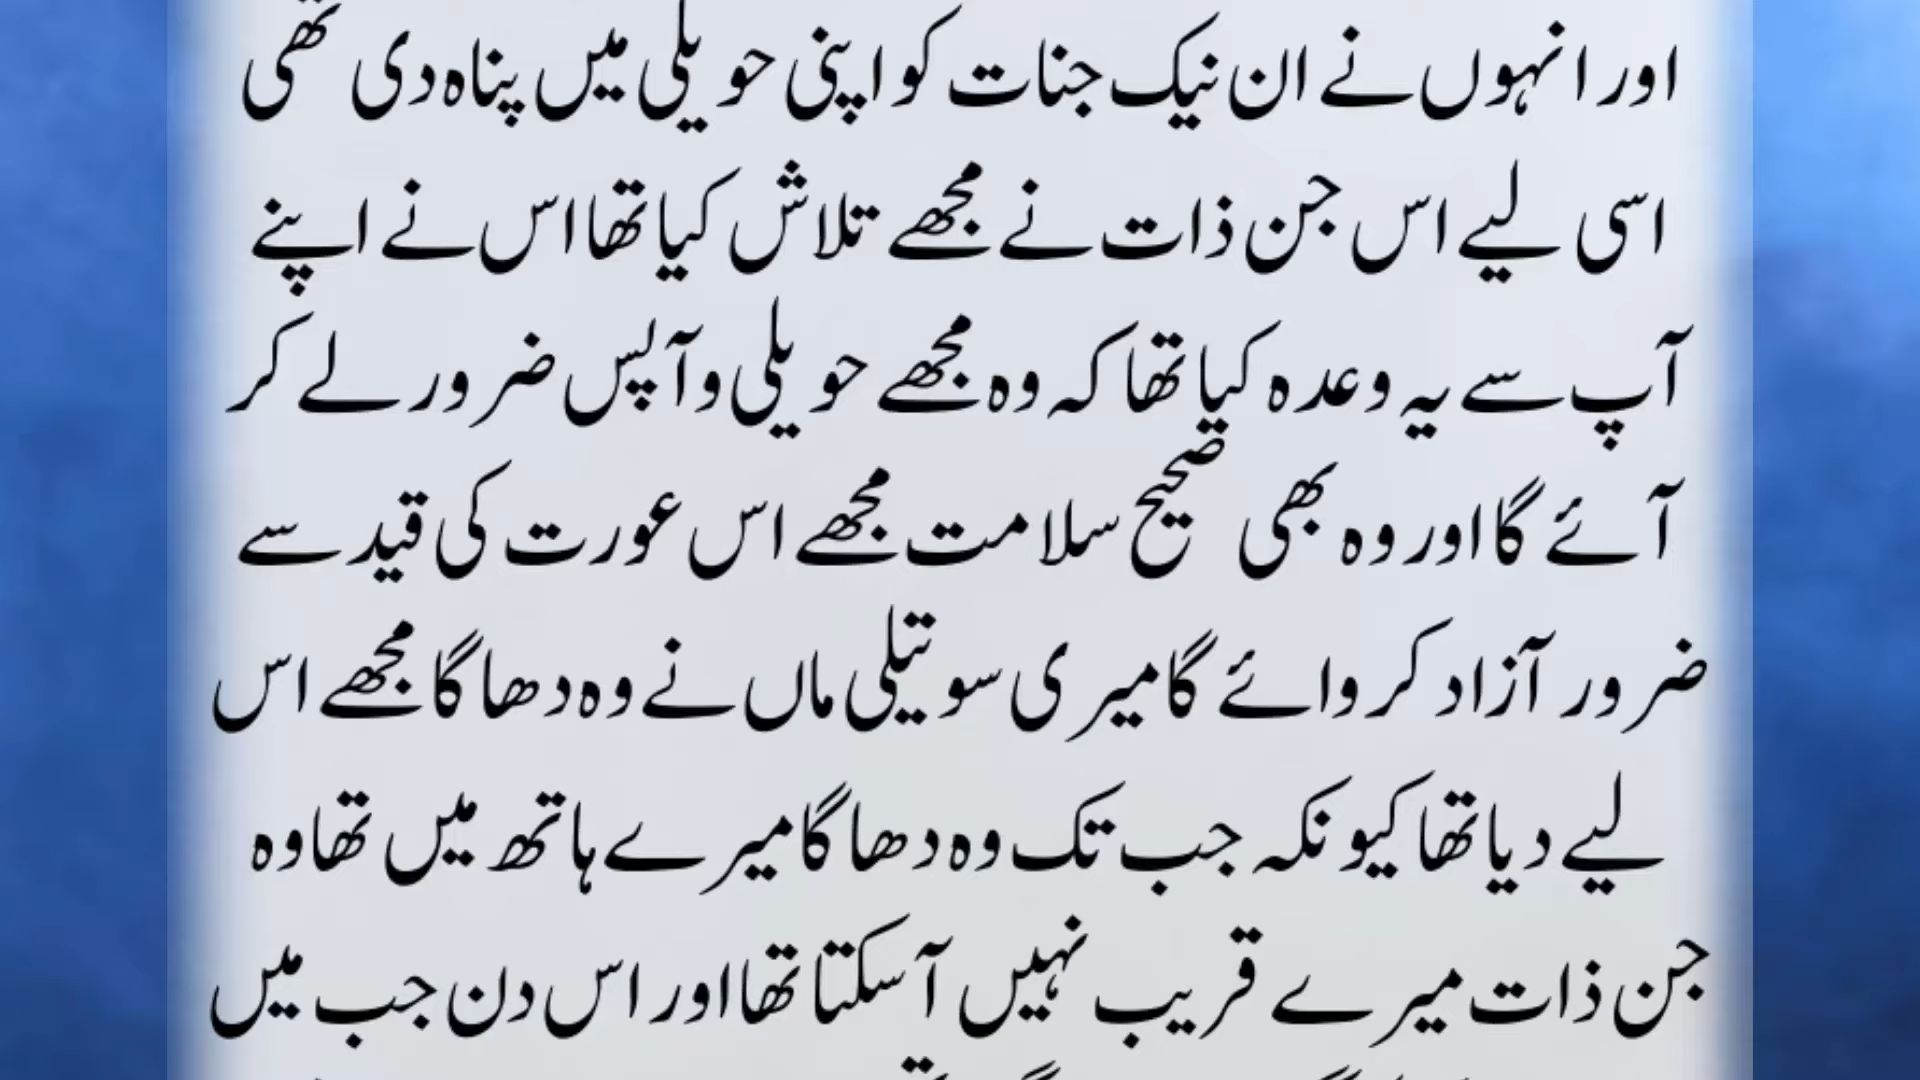 اور انہوں نے ان نیک جنات کو اپنی حویلی میں پناہ دی تھی
اسی لیے اس جن ذات نے مجھے تلاش کیا تھا اس نے اپنے
آپ سے یہ وعدہ کیا تھا کہ وہ مجھے حویلی وآپس ضرور لے کر
آئے گا اور وہ بھی صحیح سلامت مجھے اس عورت کی قید سے
ضرور آزاد کروائے گا میری سوتیلی ماں نے وہ دھاگا مجھے اس
لیے دیا تھا کیونکہ جب تک وہ دھاگا میرے ہاتھ میں تھا وہ
جن ذات میرے قریب نہیں آ سکتا تھا اور اس دن جب میں